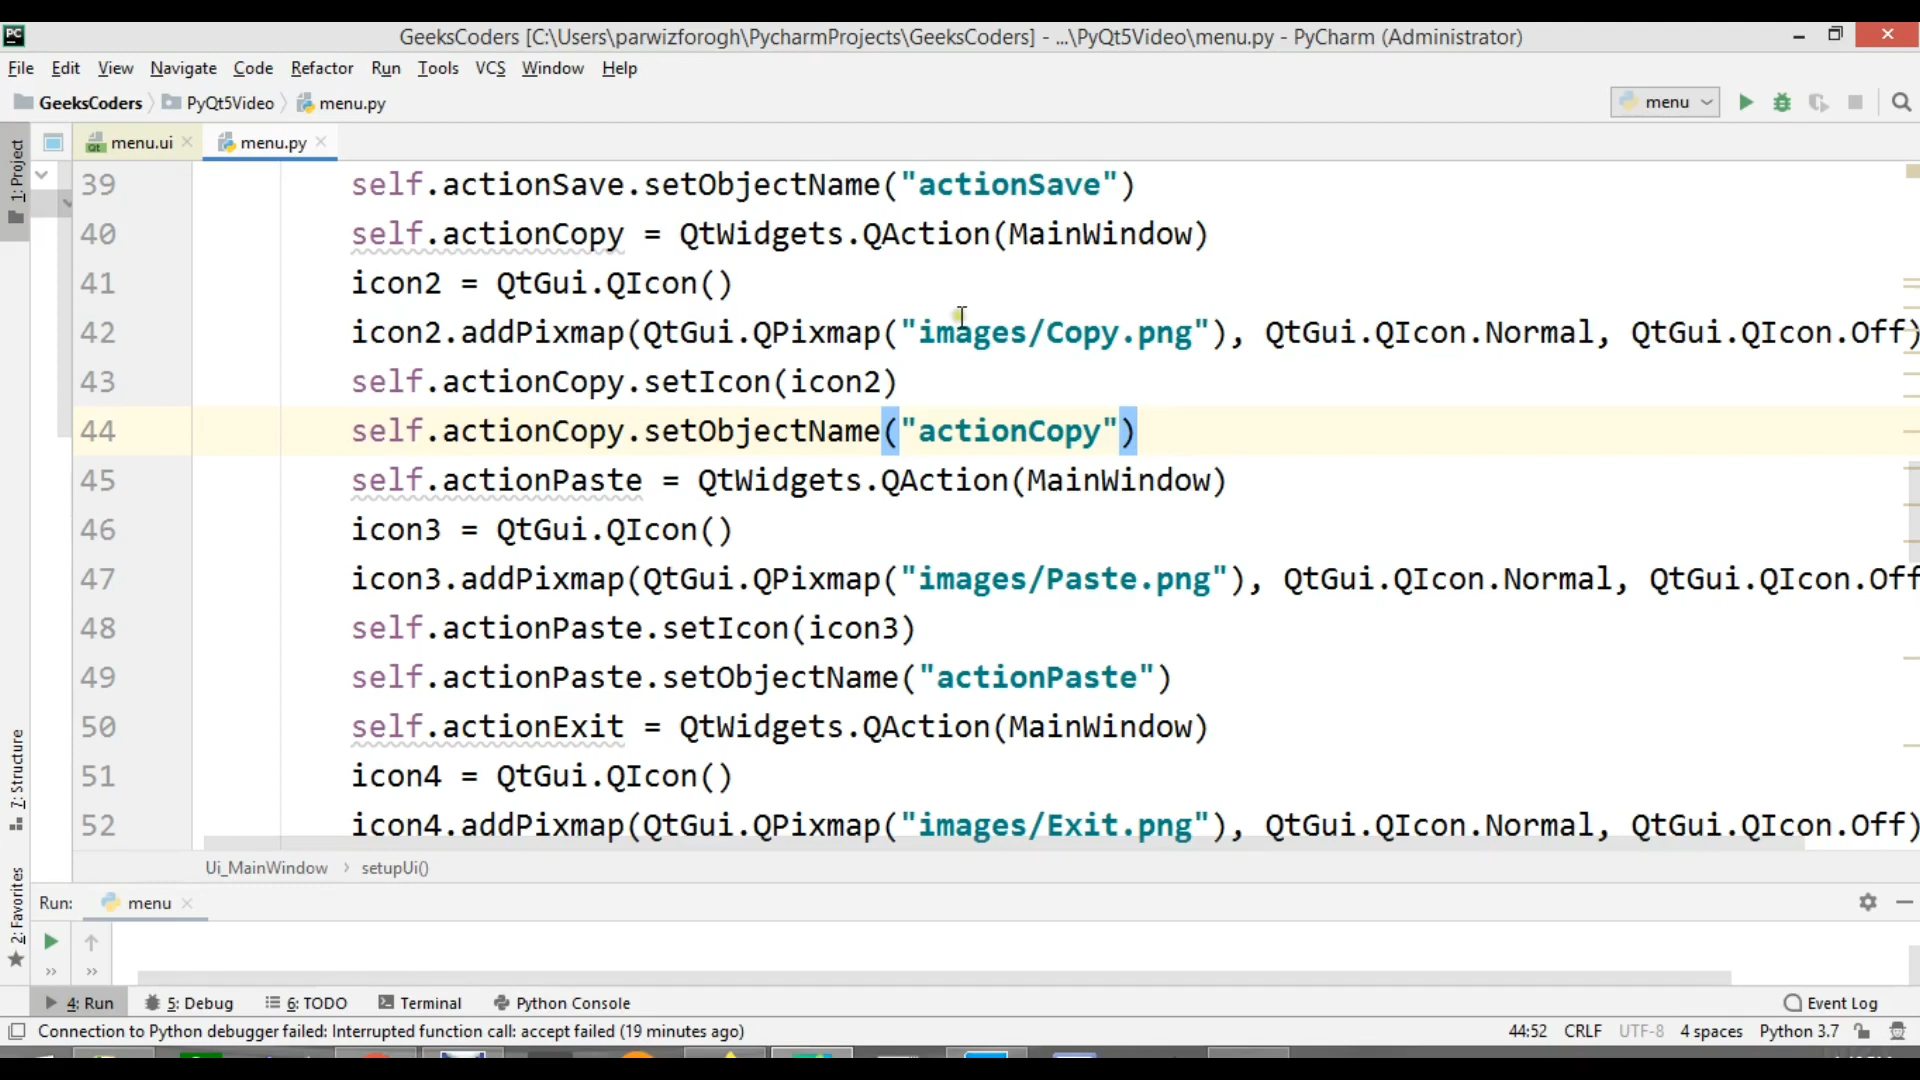 PC GeeksCoders [C:\Users\parwizforogh\PycharmProjects\GeeksCoders] - ...\PyQt5Video\menu.py - PyCharm (Administrator)
File Edit View Navigate Code Refactor Run Tools VCS Window Help
GeeksCoders PyQt5Video menu.py menu
1: Project
Qt menu.ui menu.py
39 self.actionSave.setObjectName("actionSave")
40 self.actionCopy = QtWidgets.QAction(MainWindow)
41 icon2 = QtGui.QIcon()
42 icon2.addPixmap(QtGui.QPixmap("images/Copy.png"), QtGui.QIcon.Normal, QtGui.QIcon.Off)
43 self.actionCopy.setIcon(icon2)
44 self.actionCopy.setObjectName("actionCopy")
45 self.actionPaste = QtWidgets.QAction(MainWindow)
46 icon3 = QtGui.QIcon()
47 icon3.addPixmap(QtGui.QPixmap("images/Paste.png"), QtGui.QIcon.Normal, QtGui.QIcon.Off
48 self.actionPaste.setIcon(icon3)
49 self.actionPaste.setObjectName("actionPaste")
50 self.actionExit = QtWidgets.QAction(MainWindow)
51 icon4 = QtGui.QIcon()
52 icon4.addPixmap(QtGui.QPixmap("images/Exit.png"), QtGui.QIcon.Normal, QtGui.QIcon.Off)
7: Structure
2: Favorites
Ui_MainWindow › setupUi()
Run: menu
4: Run 5: Debug 6: TODO Terminal Python Console Event Log
Connection to Python debugger failed: Interrupted function call: accept failed (19 minutes ago) 44:52 CRLF UTF-8 4 spaces Python 3.7